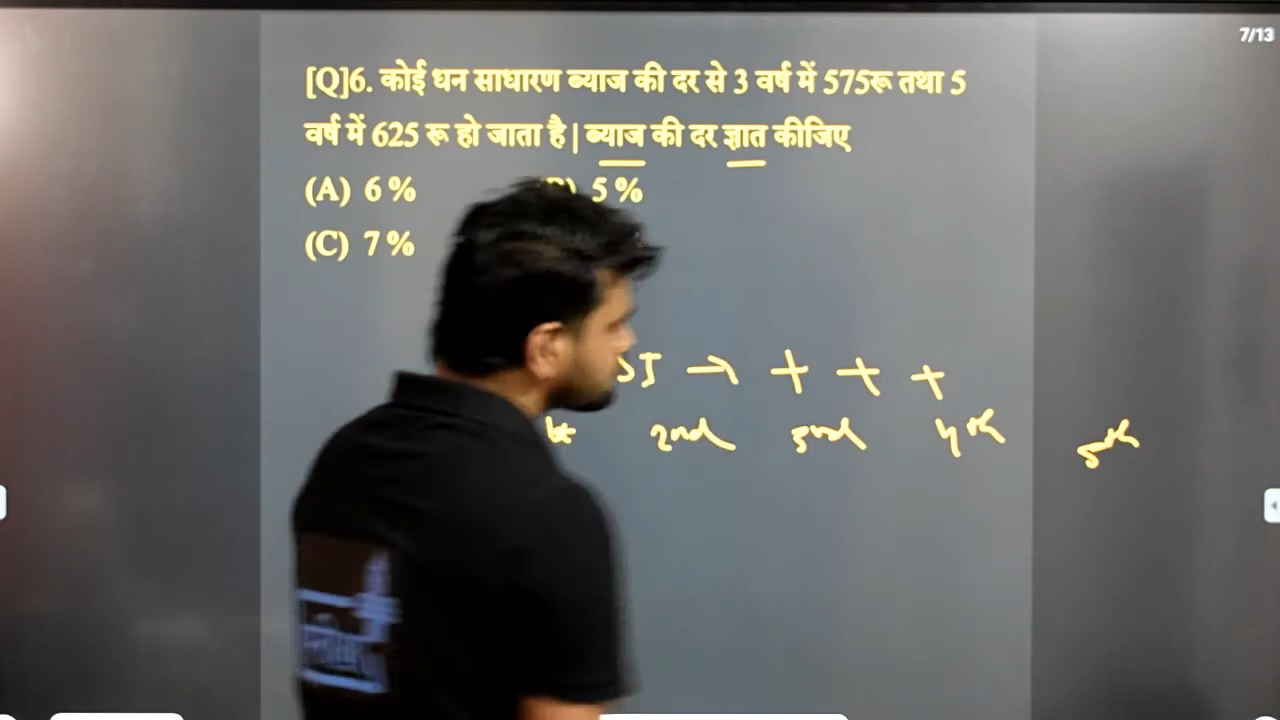 7/13
[Q]6. कोई धन साधारण ब्याज की दर से 3 वर्ष में 575रू तथा 5
वर्ष में 625 रू हो जाता है | ब्याज की दर ज्ञात कीजिए
(A) 6 % 5 %
(C) 7 %
SI → + + +
2nd 3rd 4th 5th